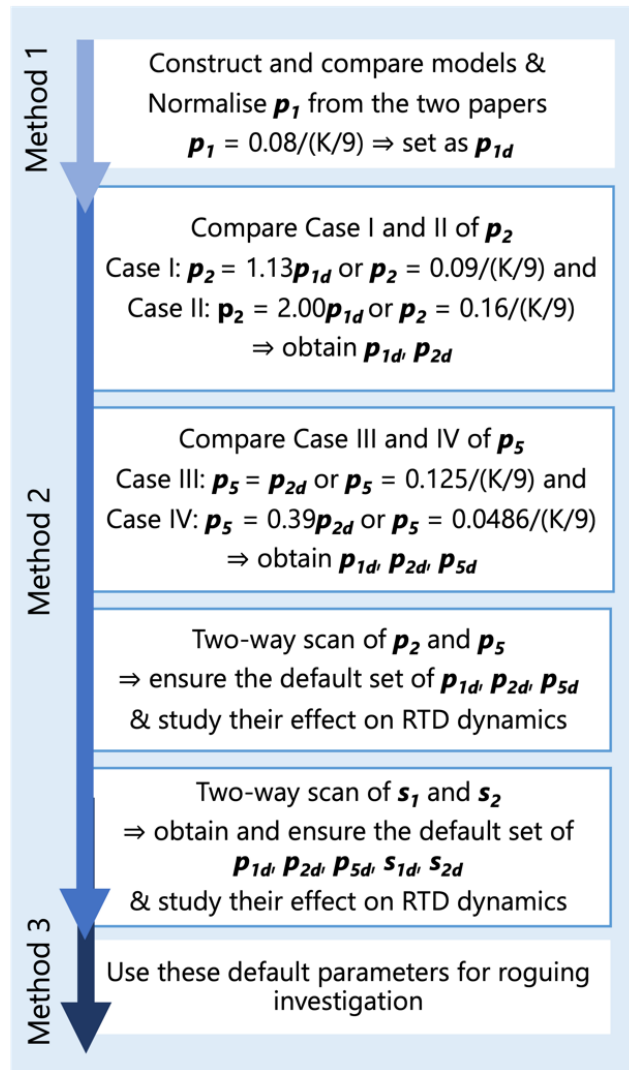 Method 1
Construct and compare models &
Normalise p₁ from the two papers
p₁ = 0.08/(K/9) ⇒ set as p₁d
Method 2
Compare Case I and II of p₂
Case I: p₂ = 1.13p₁d or p₂ = 0.09/(K/9) and
Case II: p₂ = 2.00p₁d or p₂ = 0.16/(K/9)
⇒ obtain p₁d, p₂d
Compare Case III and IV of p₅
Case III: p₅ = p₂d or p₅ = 0.125/(K/9) and
Case IV: p₅ = 0.39p₂d or p₅ = 0.0486/(K/9)
⇒ obtain p₁d, p₂d, p₅d
Two-way scan of p₂ and p₅
⇒ ensure the default set of p₁d, p₂d, p₅d
& study their effect on RTD dynamics
Two-way scan of s₁ and s₂
⇒ obtain and ensure the default set of
p₁d, p₂d, p₅d, s₁d, s₂d
& study their effect on RTD dynamics
Method 3
Use these default parameters for roguing
investigation